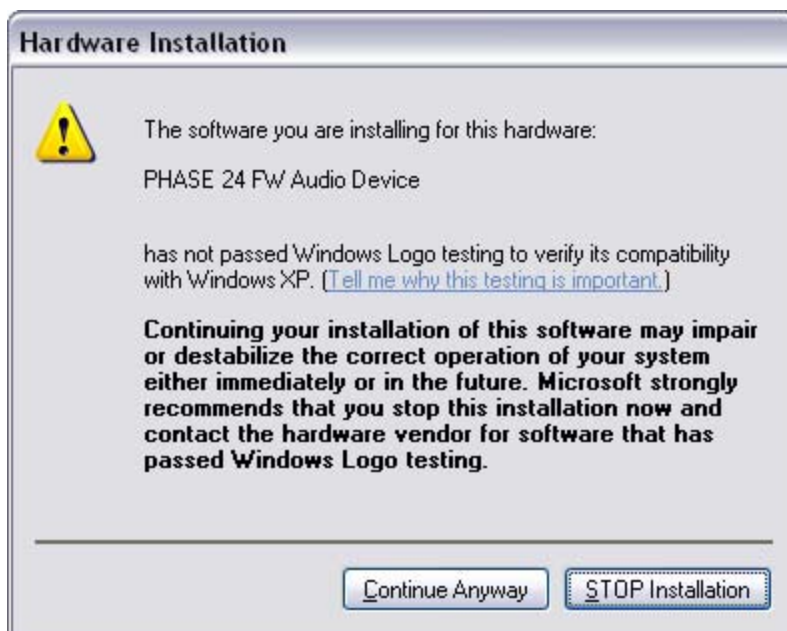 Hardware Installation
The software you are installing for this hardware:
PHASE 24 FW Audio Device
has not passed Windows Logo testing to verify its compatibility
with Windows XP. (Tell me why this testing is important.)
Continuing your installation of this software may impair
or destabilize the correct operation of your system
either immediately or in the future. Microsoft strongly
recommends that you stop this installation now and
contact the hardware vendor for software that has
passed Windows Logo testing.
Continue Anyway
STOP Installation